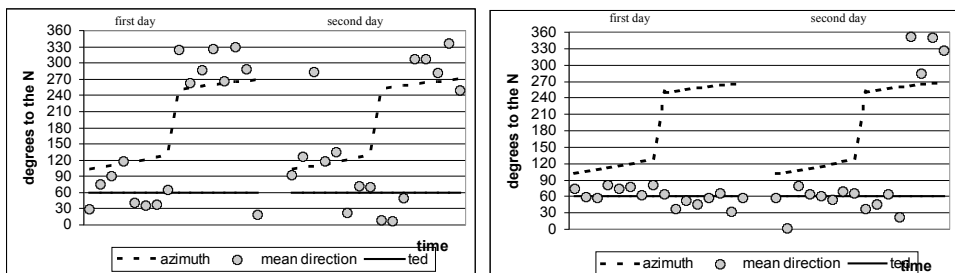 first day
second day
degrees to the N
360
330
300
270
240
210
180
150
120
90
60
30
0
time
azimuth
mean direction
ted
first day
second day
degrees to the N
360
330
300
270
240
210
180
150
120
90
60
30
0
time
azimuth
mean direction
ted